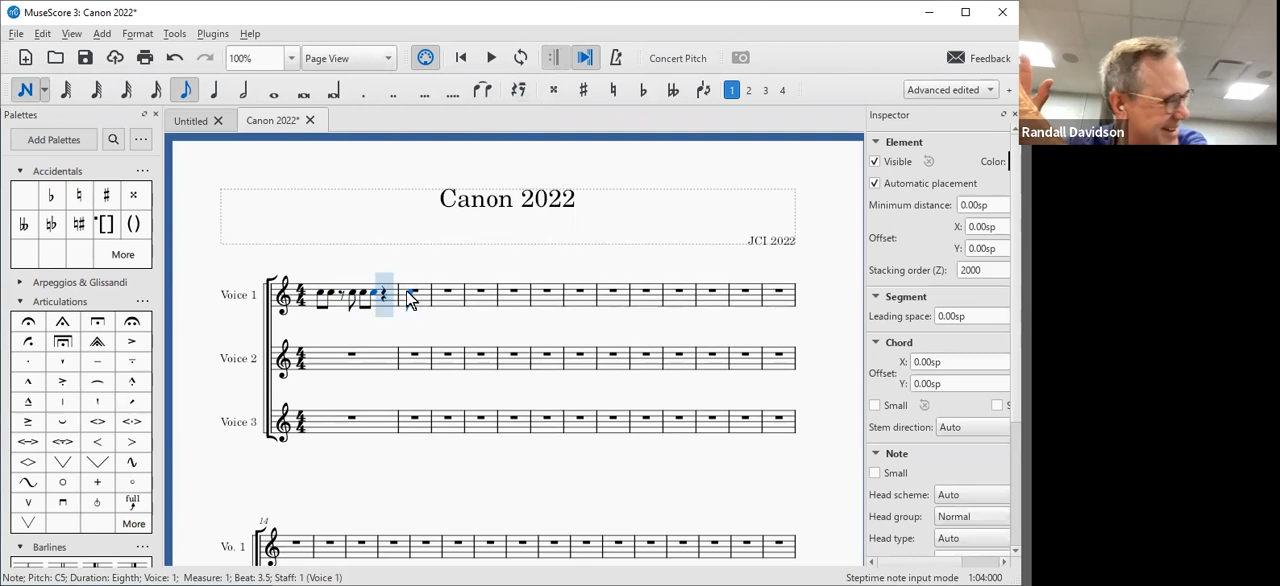 MuseScore 3: Canon 2022*
File Edit View Add Format Tools Plugins Help
100% Page View Concert Pitch Feedback
N 1 2 3 4 Advanced edited +
Palettes
Untitled Canon 2022*
Inspector
Add Palettes ...
Accidentals ...
More
Arpeggios & Glissandi ...
Articulations ...
full
More
Barlines ...
Canon 2022
JCI 2022
Voice 1
Voice 2
Voice 3
14
Vo. 1
Element
Visible Color:
Automatic placement
Minimum distance: 0.00sp
X: 0.00sp
Offset:
Y: 0.00sp
Stacking order (Z): 2000
Segment
Leading space: 0.00sp
Chord
X: 0.00sp
Offset:
Y: 0.00sp
Small S
Stem direction: Auto
Note
Small
Head scheme: Auto
Head group: Normal
Head type: Auto
Note; Pitch: C5; Duration: Eighth; Voice: 1; Measure: 1; Beat: 3.5; Staff: 1 (Voice 1)
Steptime note input mode 1:04:000
Randall Davidson